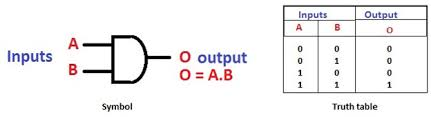 Inputs
A
B
O output
O = A.B
Symbol
Inputs Output
A B O
0 0 0
0 1 0
1 0 0
1 1 1
Truth table